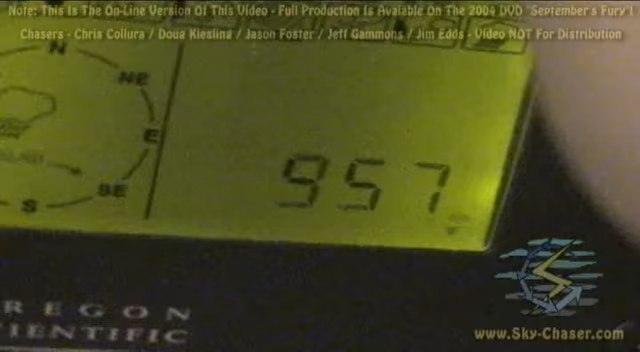 Note: This Is The On-Line Version Of This Video - Full Production Is Avaiable On The 2004 DVD "September's Fury"!
Chasers - Chris Collura / Doug Kiesling / Jason Foster / Jeff Gammons / Jim Edds - Video NOT For Distribution
N
NE
E
SE
S
957
REGON
CIENTIFIC
www.Sky-Chaser.com